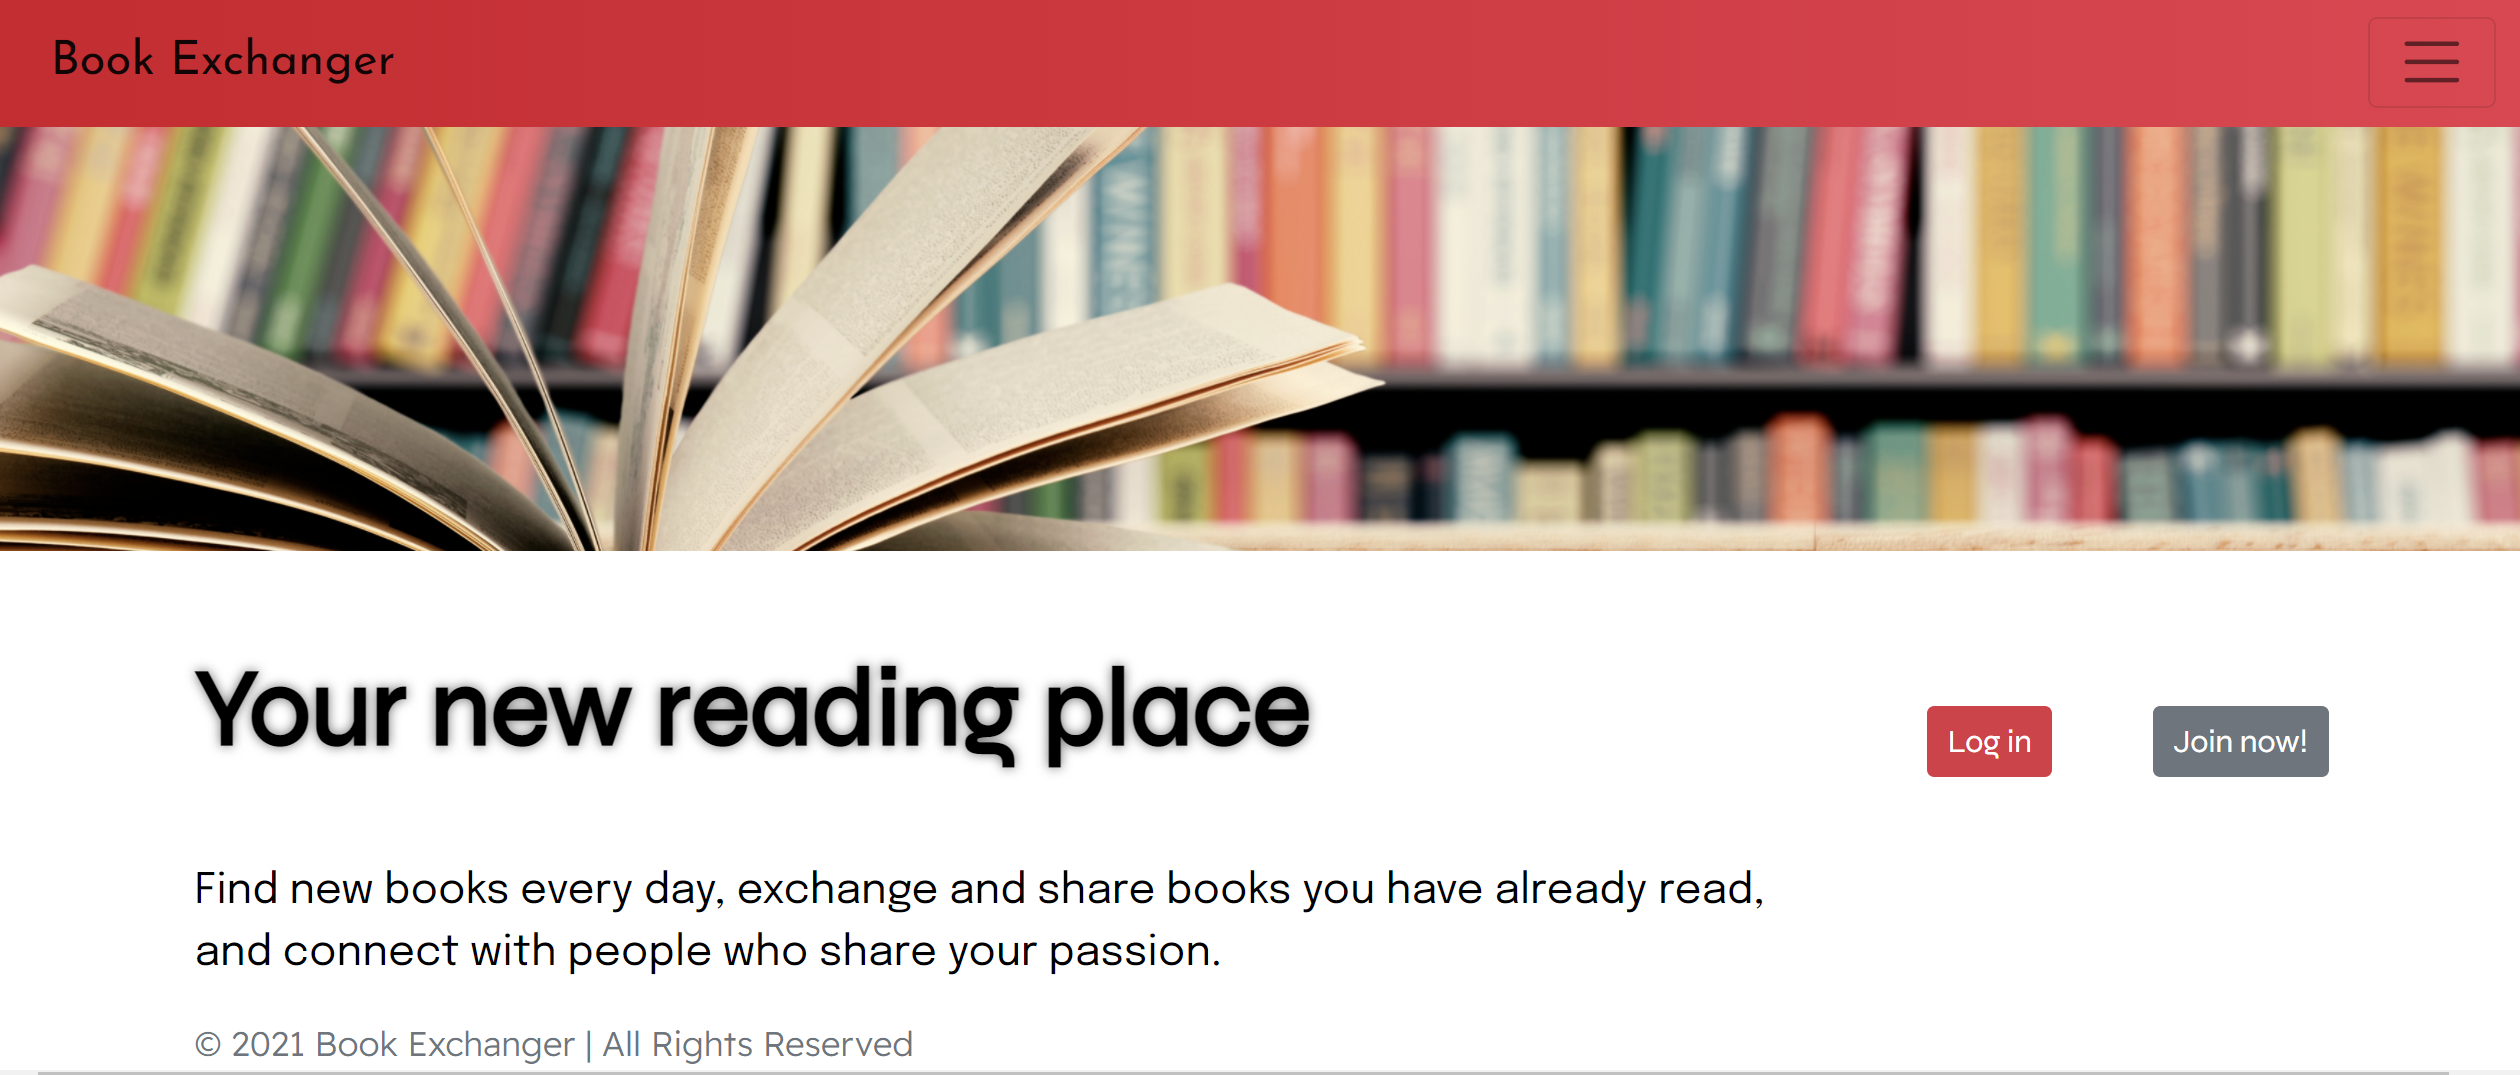 Book Exchanger
Your new reading place
Log in
Join now!
Find new books every day, exchange and share books you have already read,
and connect with people who share your passion.
© 2021 Book Exchanger | All Rights Reserved